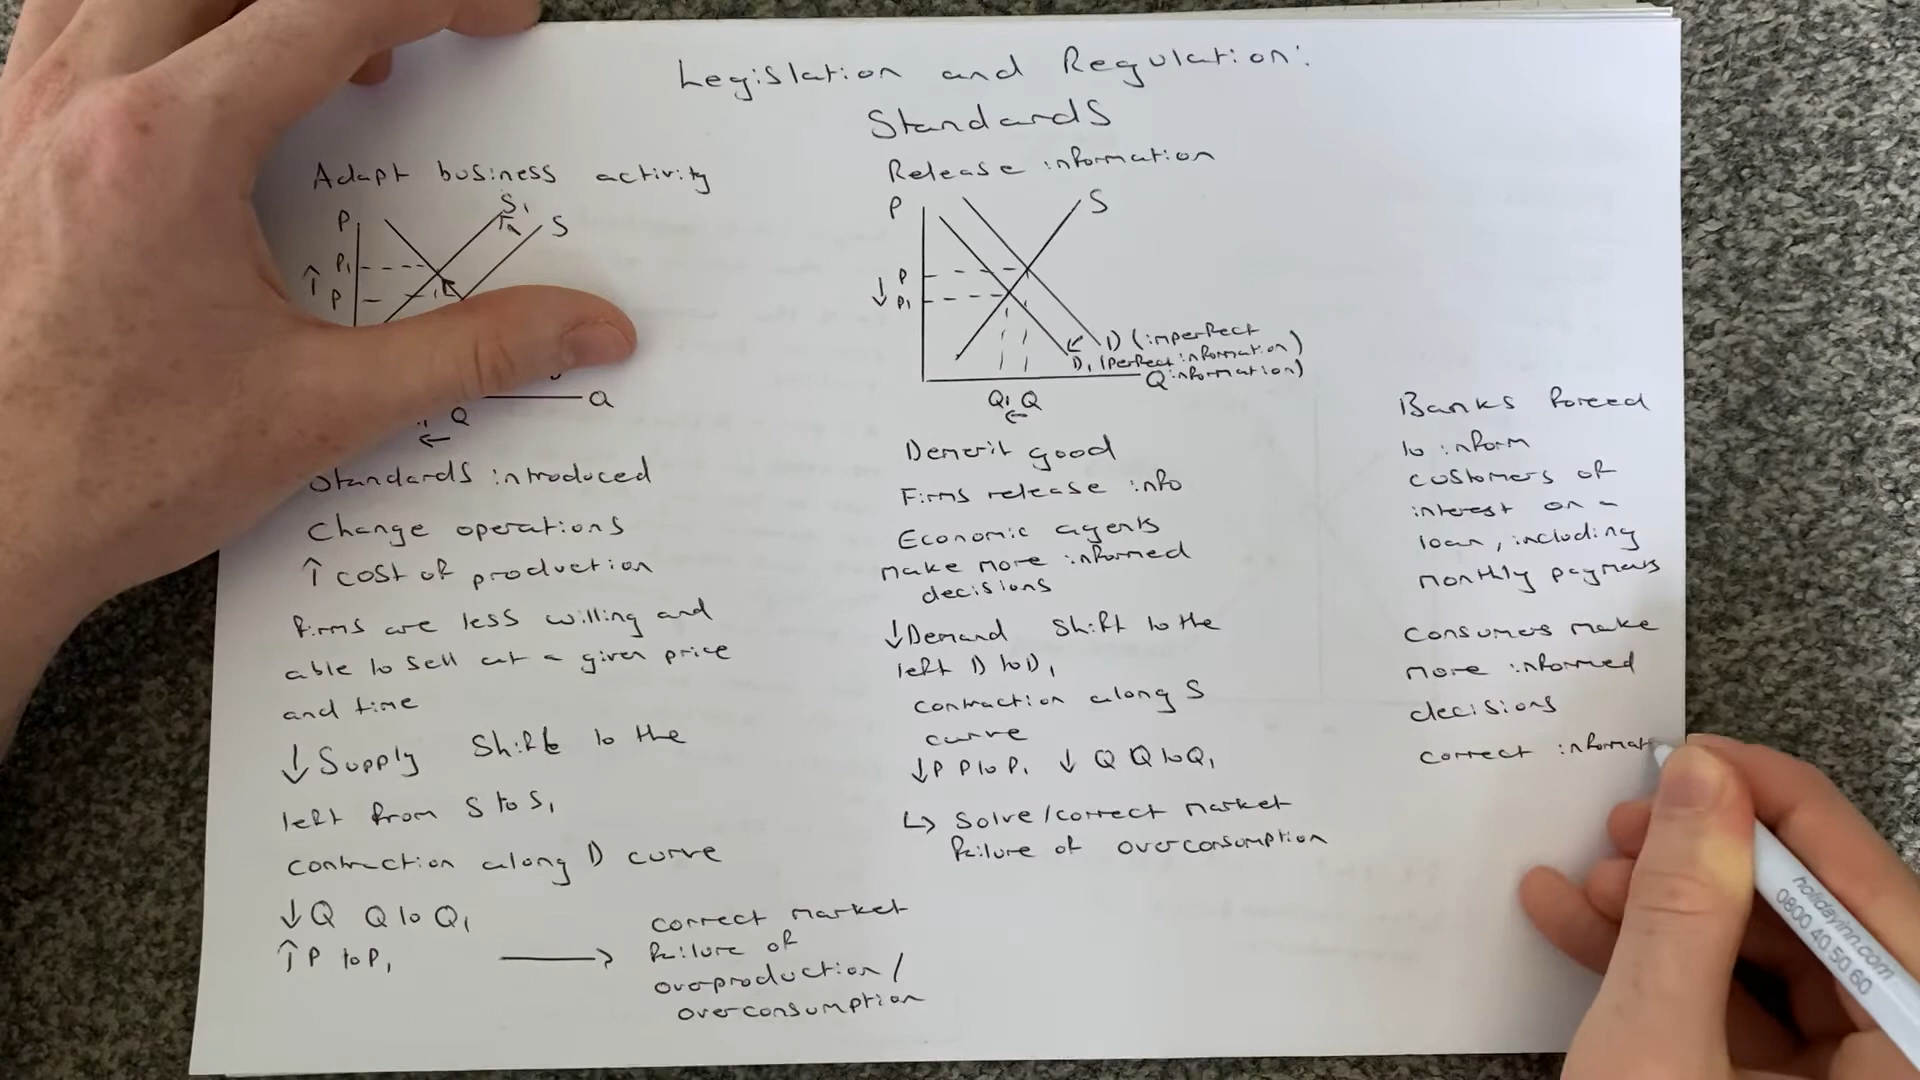 Legislation and Regulation:
Standards
Adapt business activity
P
S1
S
↑
P1
P
Q
Q
←
Standards introduced
Change operations
↑ cost of production
Firms are less willing and
able to sell at a given price
and time
↓ Supply Shift to the
left from S to S1
contraction along D curve
↓ Q Q to Q1
↑ P to P1
correct market
failure of
overproduction /
overconsumption
Release information
P
S
P
↓ P1
D (imperfect
D1 (perfect information)
Q information)
Q1 Q
←
Demerit good
Firms release info
Economic agents
make more informed
decisions
↓ Demand Shift to the
left D to D1
contraction along S
curve
↓ P P to P1 ↓ Q Q to Q1
↳ Solve/correct market
failure of overconsumption
Banks forced
to inform
customers of
interest on a
loan, including
monthly payments
Consumers make
more informed
decisions
correct informat
holidayinn.com
0800 40 50 60